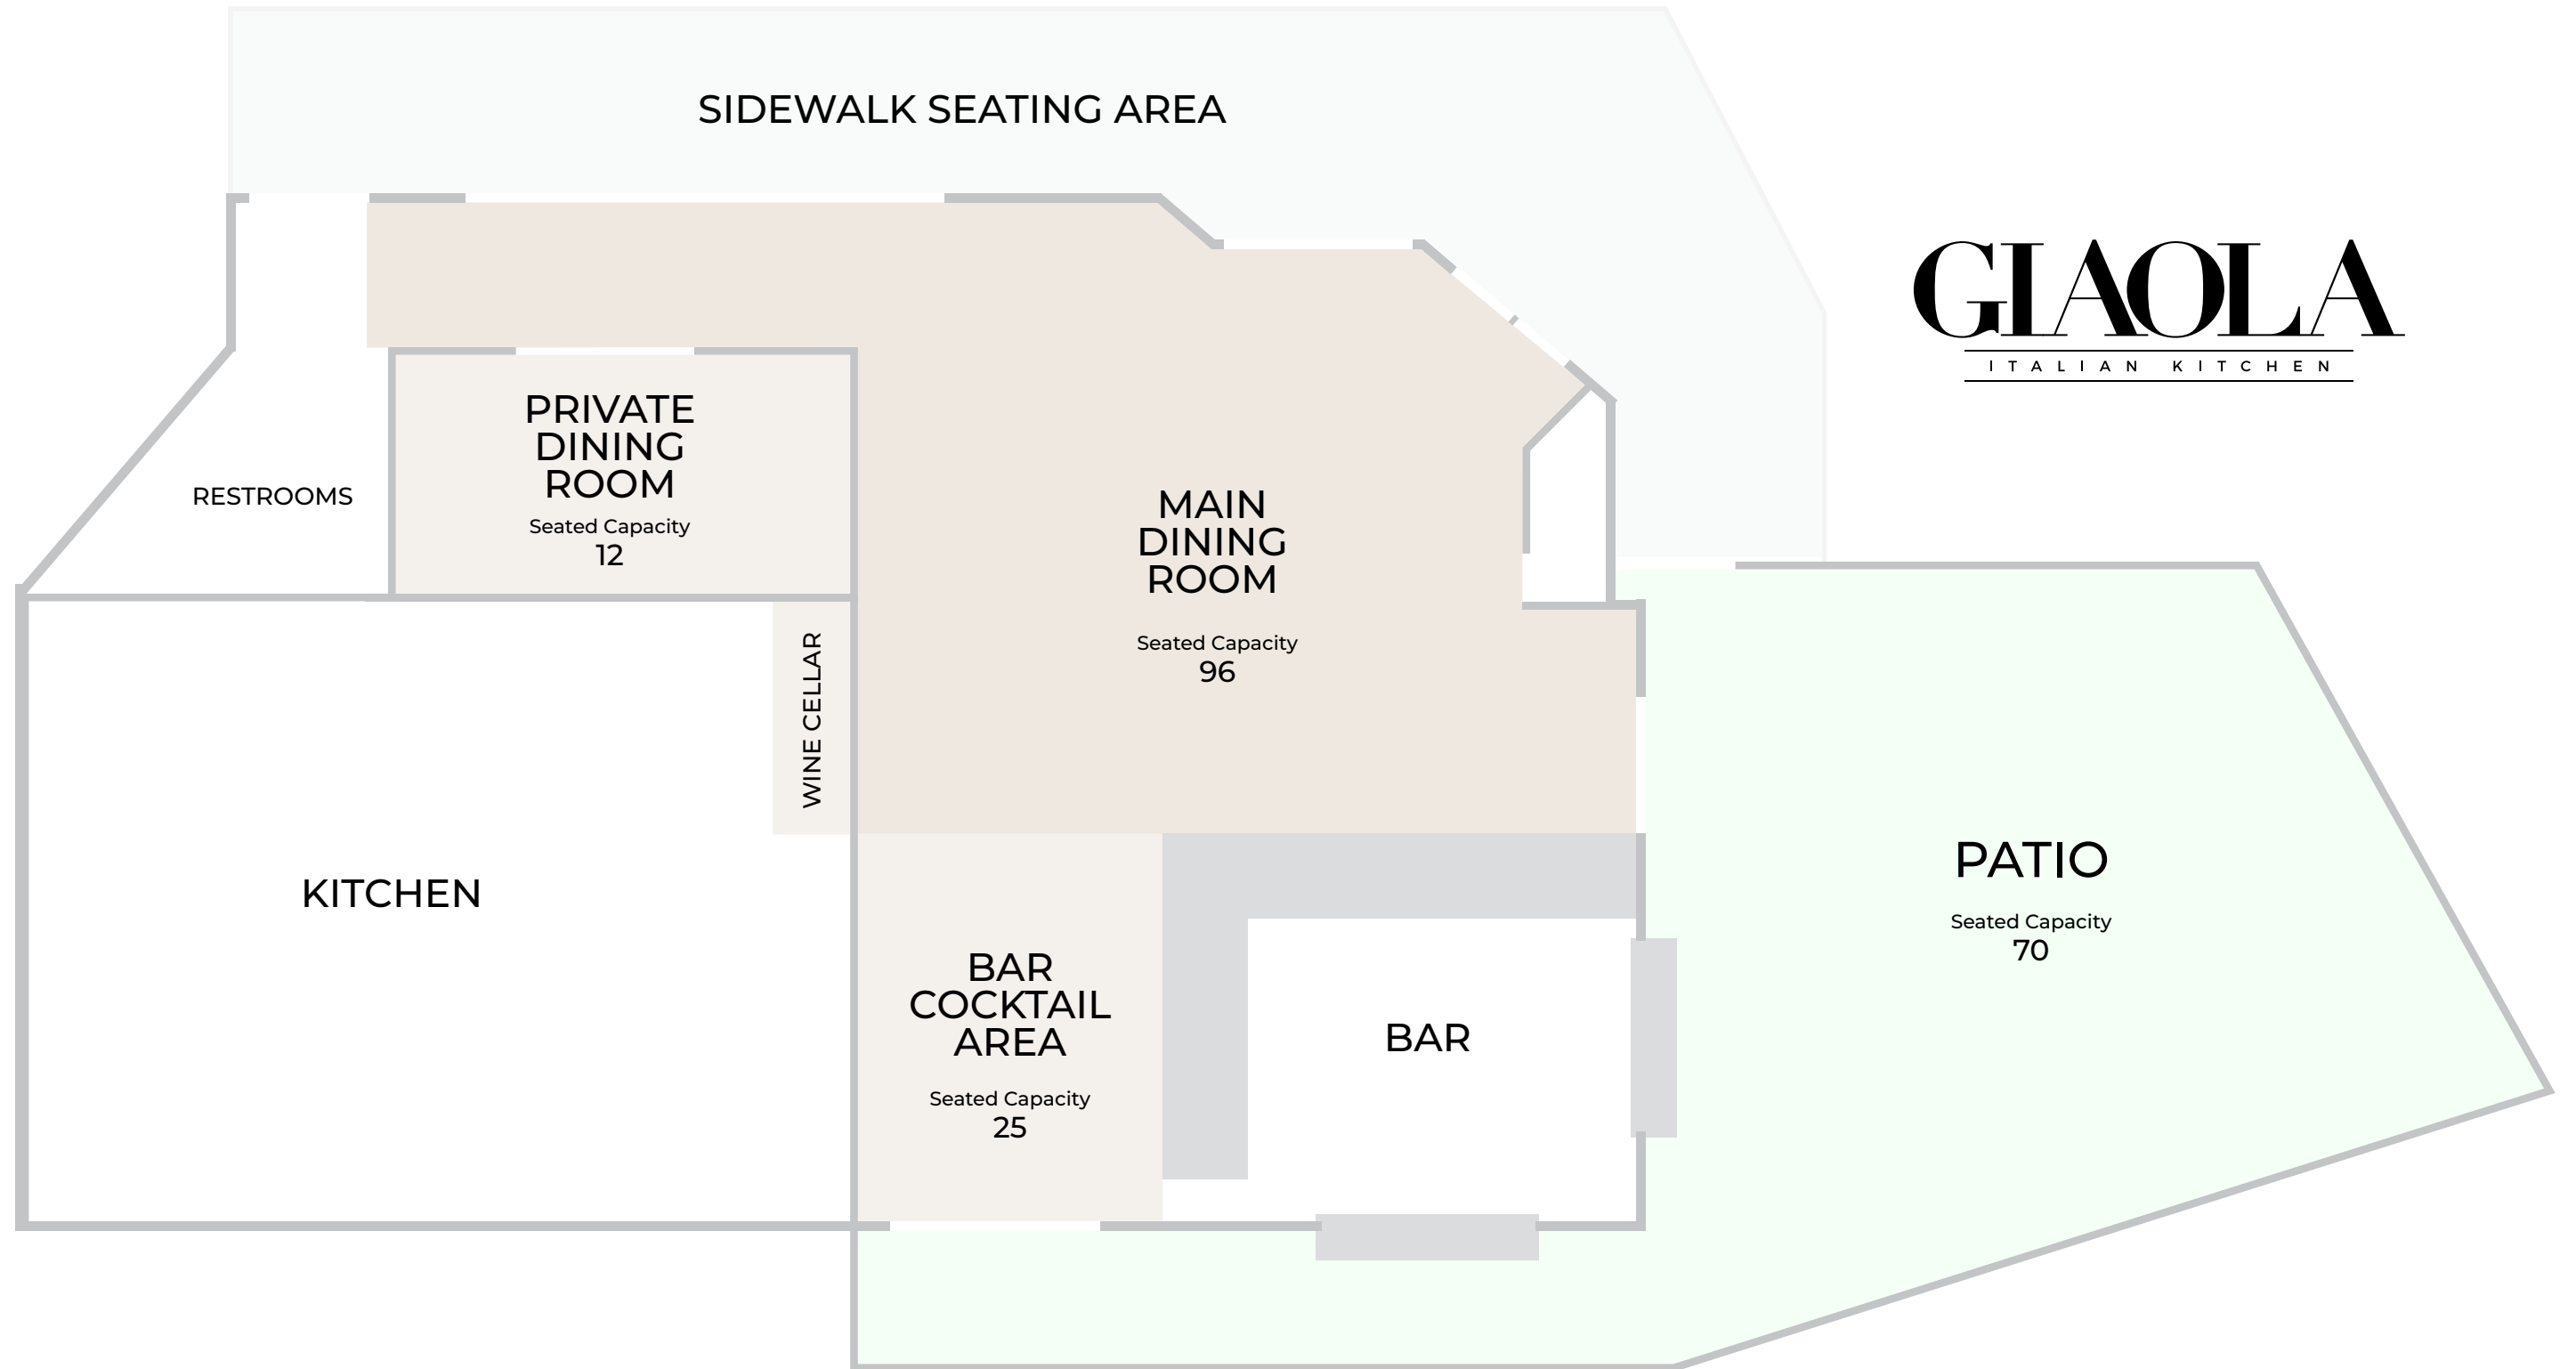 SIDEWALK SEATING AREA
GIAOLA
ITALIAN KITCHEN
PRIVATE
DINING
ROOM
Seated Capacity
12
RESTROOMS
MAIN
DINING
ROOM
Seated Capacity
96
WINE CELLAR
KITCHEN
BAR
COCKTAIL
AREA
Seated Capacity
25
BAR
PATIO
Seated Capacity
70